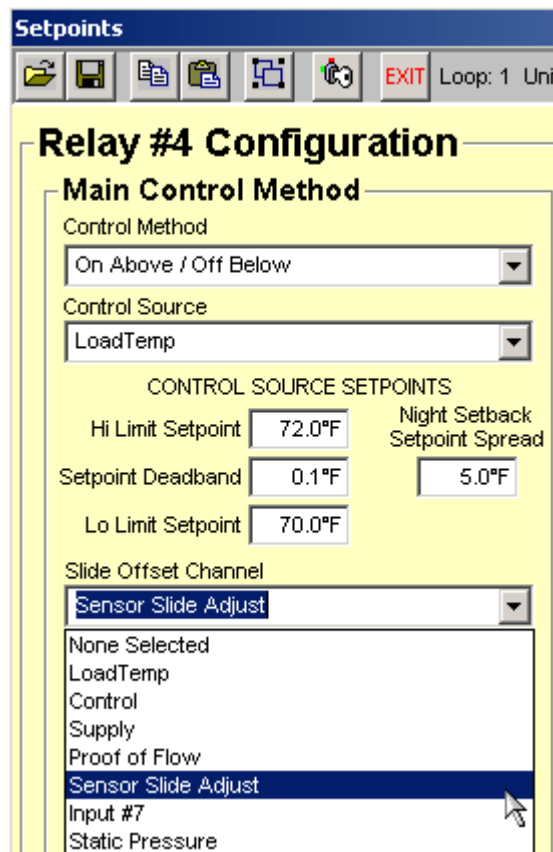 Setpoints
EXIT Loop: 1 Uni
Relay #4 Configuration
Main Control Method
Control Method
On Above / Off Below
Control Source
LoadTemp
CONTROL SOURCE SETPOINTS
Hi Limit Setpoint 72.0°F
Night Setback
Setpoint Spread
Setpoint Deadband 0.1°F 5.0°F
Lo Limit Setpoint 70.0°F
Slide Offset Channel
Sensor Slide Adjust
None Selected
LoadTemp
Control
Supply
Proof of Flow
Sensor Slide Adjust
Input #7
Static Pressure